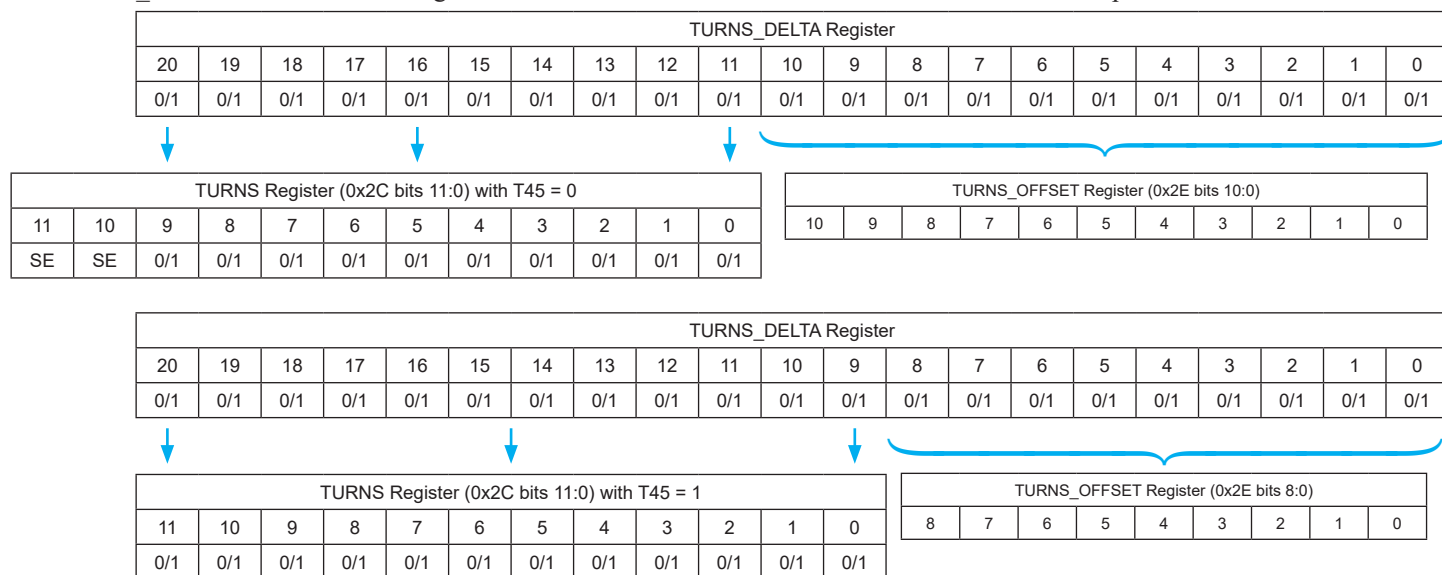 TURNS_DELTA Register
20 19 18 17 16 15 14 13 12 11 10 9 8 7 6 5 4 3 2 1 0
0/1 0/1 0/1 0/1 0/1 0/1 0/1 0/1 0/1 0/1 0/1 0/1 0/1 0/1 0/1 0/1 0/1 0/1 0/1 0/1 0/1
TURNS Register (0x2C bits 11:0) with T45 = 0
11 10 9 8 7 6 5 4 3 2 1 0
SE SE 0/1 0/1 0/1 0/1 0/1 0/1 0/1 0/1 0/1 0/1
TURNS_OFFSET Register (0x2E bits 10:0)
10 9 8 7 6 5 4 3 2 1 0
TURNS_DELTA Register
20 19 18 17 16 15 14 13 12 11 10 9 8 7 6 5 4 3 2 1 0
0/1 0/1 0/1 0/1 0/1 0/1 0/1 0/1 0/1 0/1 0/1 0/1 0/1 0/1 0/1 0/1 0/1 0/1 0/1 0/1 0/1
TURNS Register (0x2C bits 11:0) with T45 = 1
11 10 9 8 7 6 5 4 3 2 1 0
0/1 0/1 0/1 0/1 0/1 0/1 0/1 0/1 0/1 0/1 0/1 0/1
TURNS_OFFSET Register (0x2E bits 8:0)
8 7 6 5 4 3 2 1 0